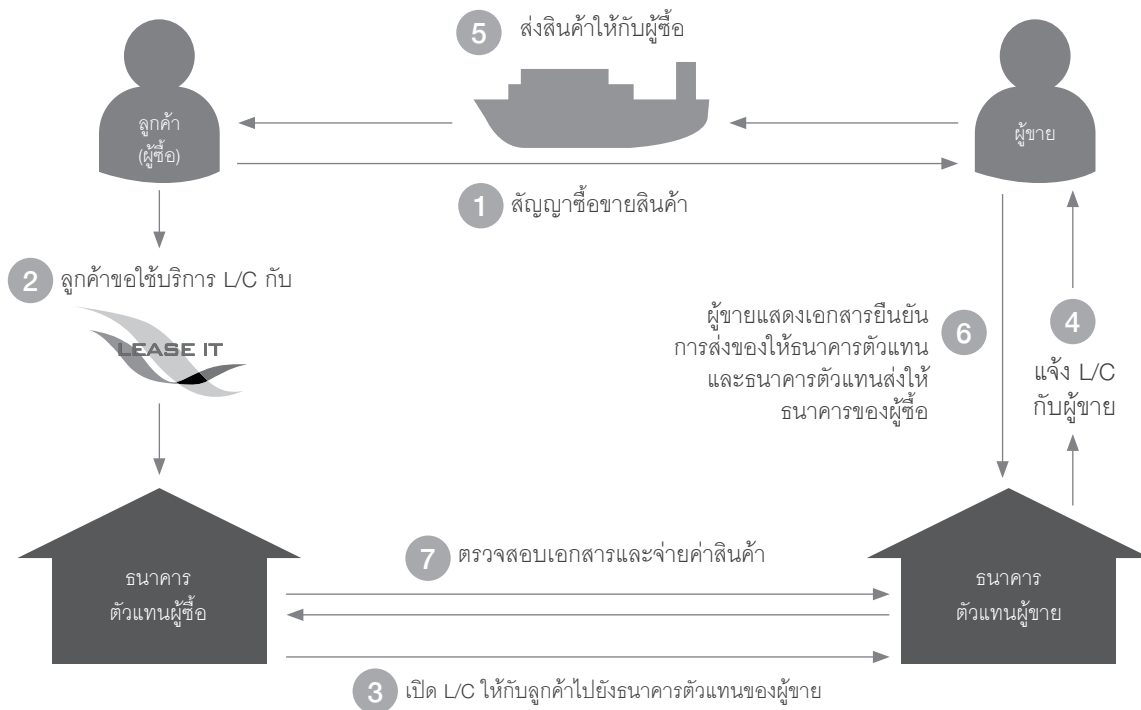 5 ส่งสินค้าให้กับผู้ซื้อ
ลูกค้า
(ผู้ซื้อ)
ผู้ขาย
1 สัญญาซื้อขายสินค้า
2 ลูกค้าขอใช้บริการ L/C กับ
LEASE IT
ผู้ขายแสดงเอกสารยืนยัน
การส่งของให้ธนาคารตัวแทน
และธนาคารตัวแทนส่งให้
ธนาคารของผู้ซื้อ
6
4
แจ้ง L/C
กับผู้ขาย
7 ตรวจสอบเอกสารและจ่ายค่าสินค้า
ธนาคาร
ตัวแทนผู้ซื้อ
ธนาคาร
ตัวแทนผู้ขาย
3 เปิด L/C ให้กับลูกค้าไปยังธนาคารตัวแทนของผู้ขาย